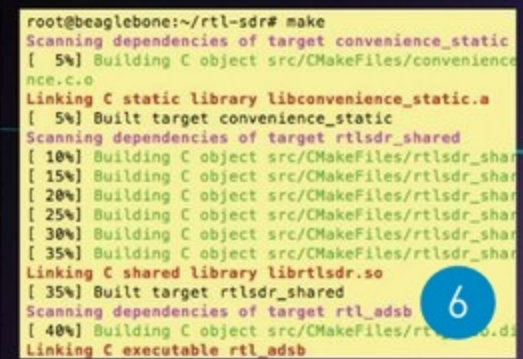 root@beaglebone:~/rtl-sdr# make
Scanning dependencies of target convenience_static
[  5%] Building C object src/CMakeFiles/convenience
nce.c.o
Linking C static library libconvenience_static.a
[  5%] Built target convenience_static
Scanning dependencies of target rtlsdr_shared
[ 10%] Building C object src/CMakeFiles/rtlsdr_shar
[ 15%] Building C object src/CMakeFiles/rtlsdr_shar
[ 20%] Building C object src/CMakeFiles/rtlsdr_shar
[ 25%] Building C object src/CMakeFiles/rtlsdr_shar
[ 30%] Building C object src/CMakeFiles/rtlsdr_shar
[ 35%] Building C object src/CMakeFiles/rtlsdr_shar
Linking C shared library librtlsdr.so
[ 35%] Built target rtlsdr_shared
Scanning dependencies of target rtl_adsb
[ 40%] Building C object src/CMakeFiles/
Linking C executable rtl_adsb
6